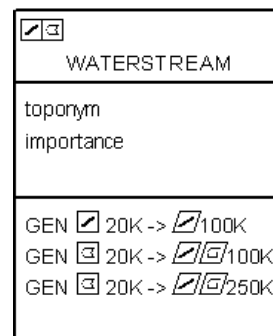 WATERSTREAM
toponym
importance
GEN 20K -> 100K
GEN 20K -> 100K
GEN 20K -> 250K